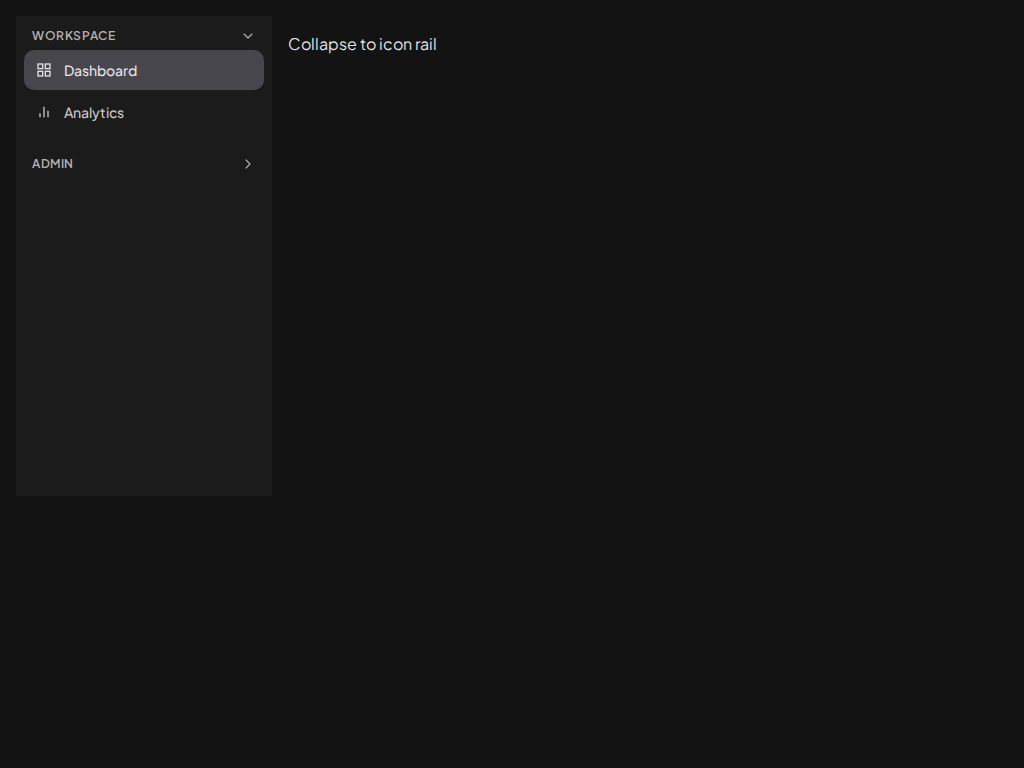 WORKSPACE
Dashboard
Analytics
ADMIN
Collapse to icon rail